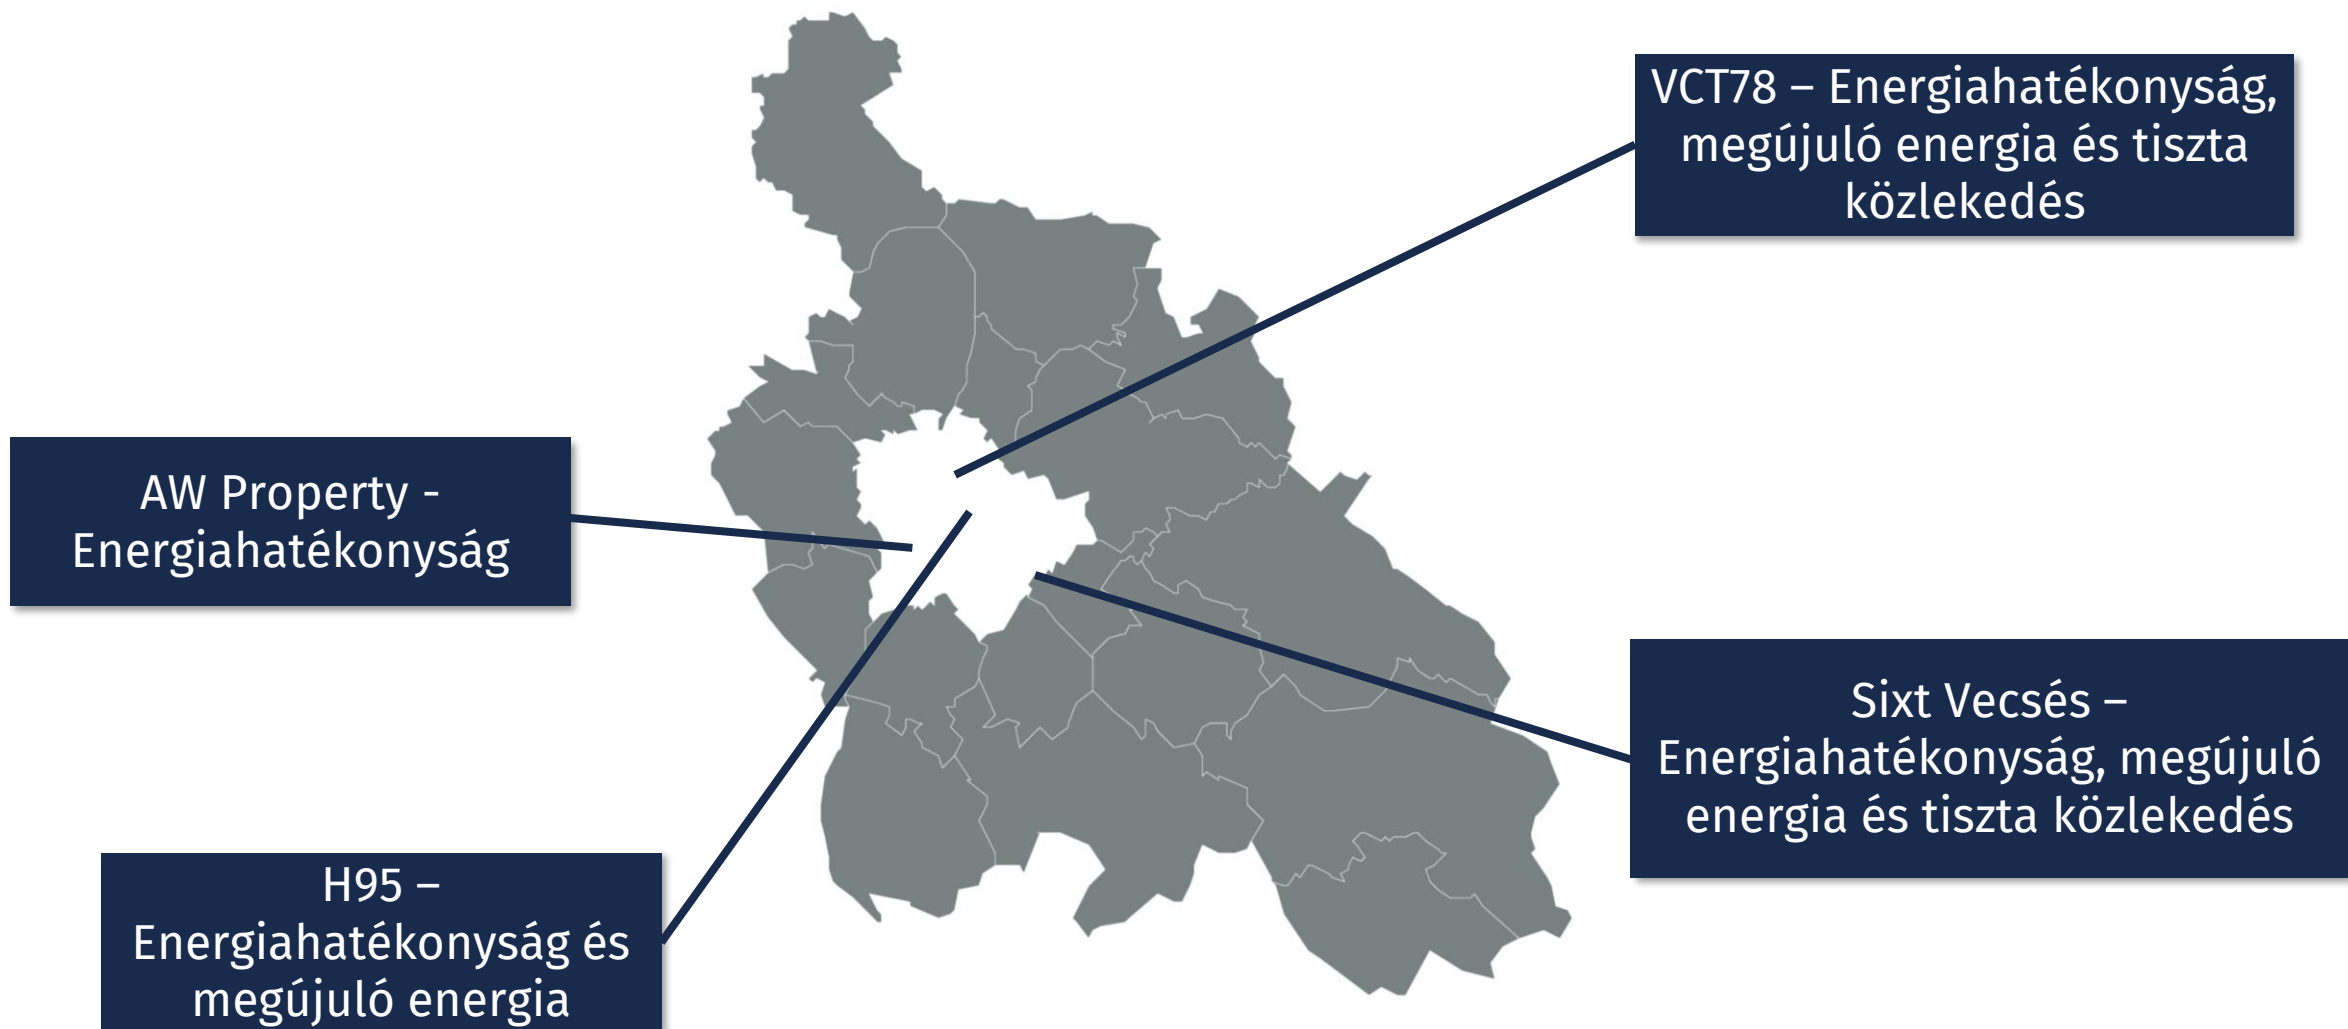 VCT78 – Energiahatékonyság,
megújuló energia és tiszta
közlekedés
AW Property -
Energiahatékonyság
Sixt Vecsés –
Energiahatékonyság, megújuló
energia és tiszta közlekedés
H95 –
Energiahatékonyság és
megújuló energia